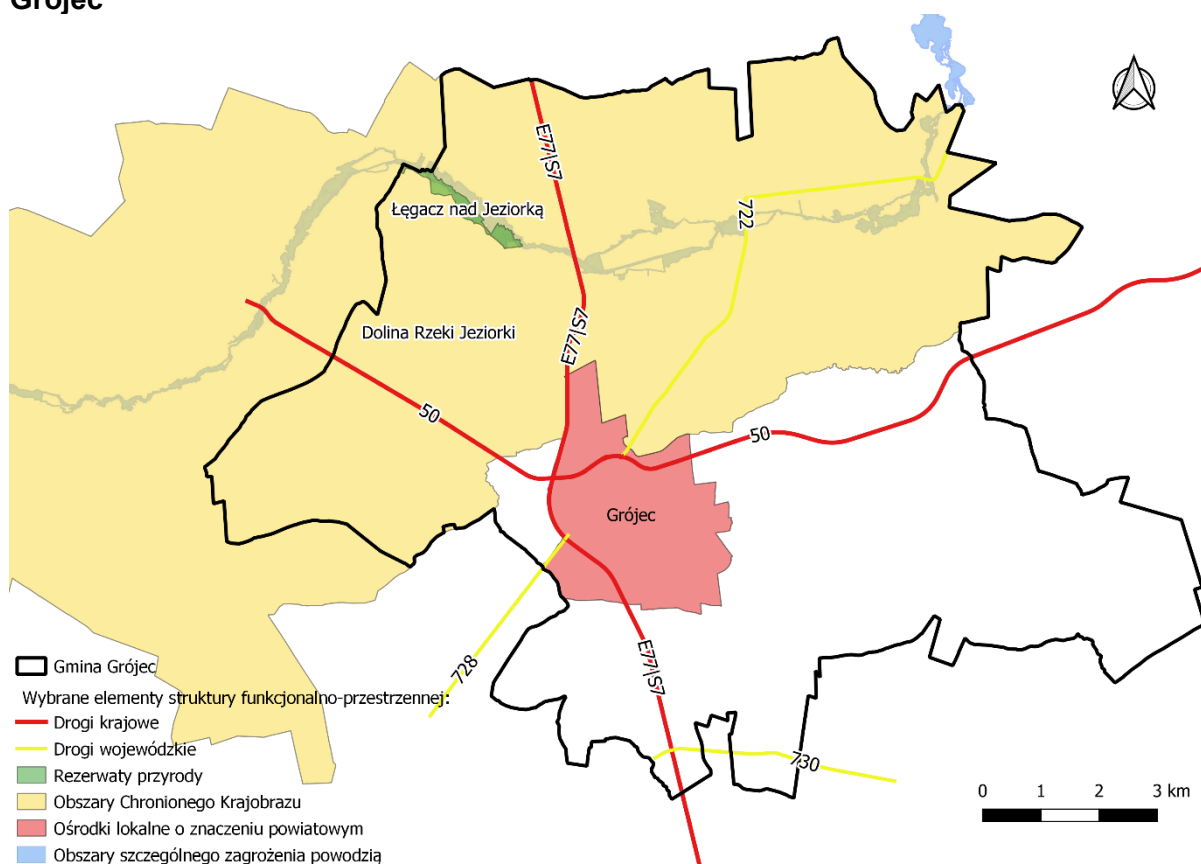 Grójec
E77|S7
Łęgacz nad Jeziorką
722
Dolina Rzeki Jeziorki
E77|S7
50
50
Grójec
728
E77|S7
730
Gmina Grójec
Wybrane elementy struktury funkcjonalno-przestrzennej:
Drogi krajowe
Drogi wojewódzkie
Rezerwaty przyrody
Obszary Chronionego Krajobrazu
Ośrodki lokalne o znaczeniu powiatowym
Obszary szczególnego zagrożenia powodzią
0 1 2 3 km